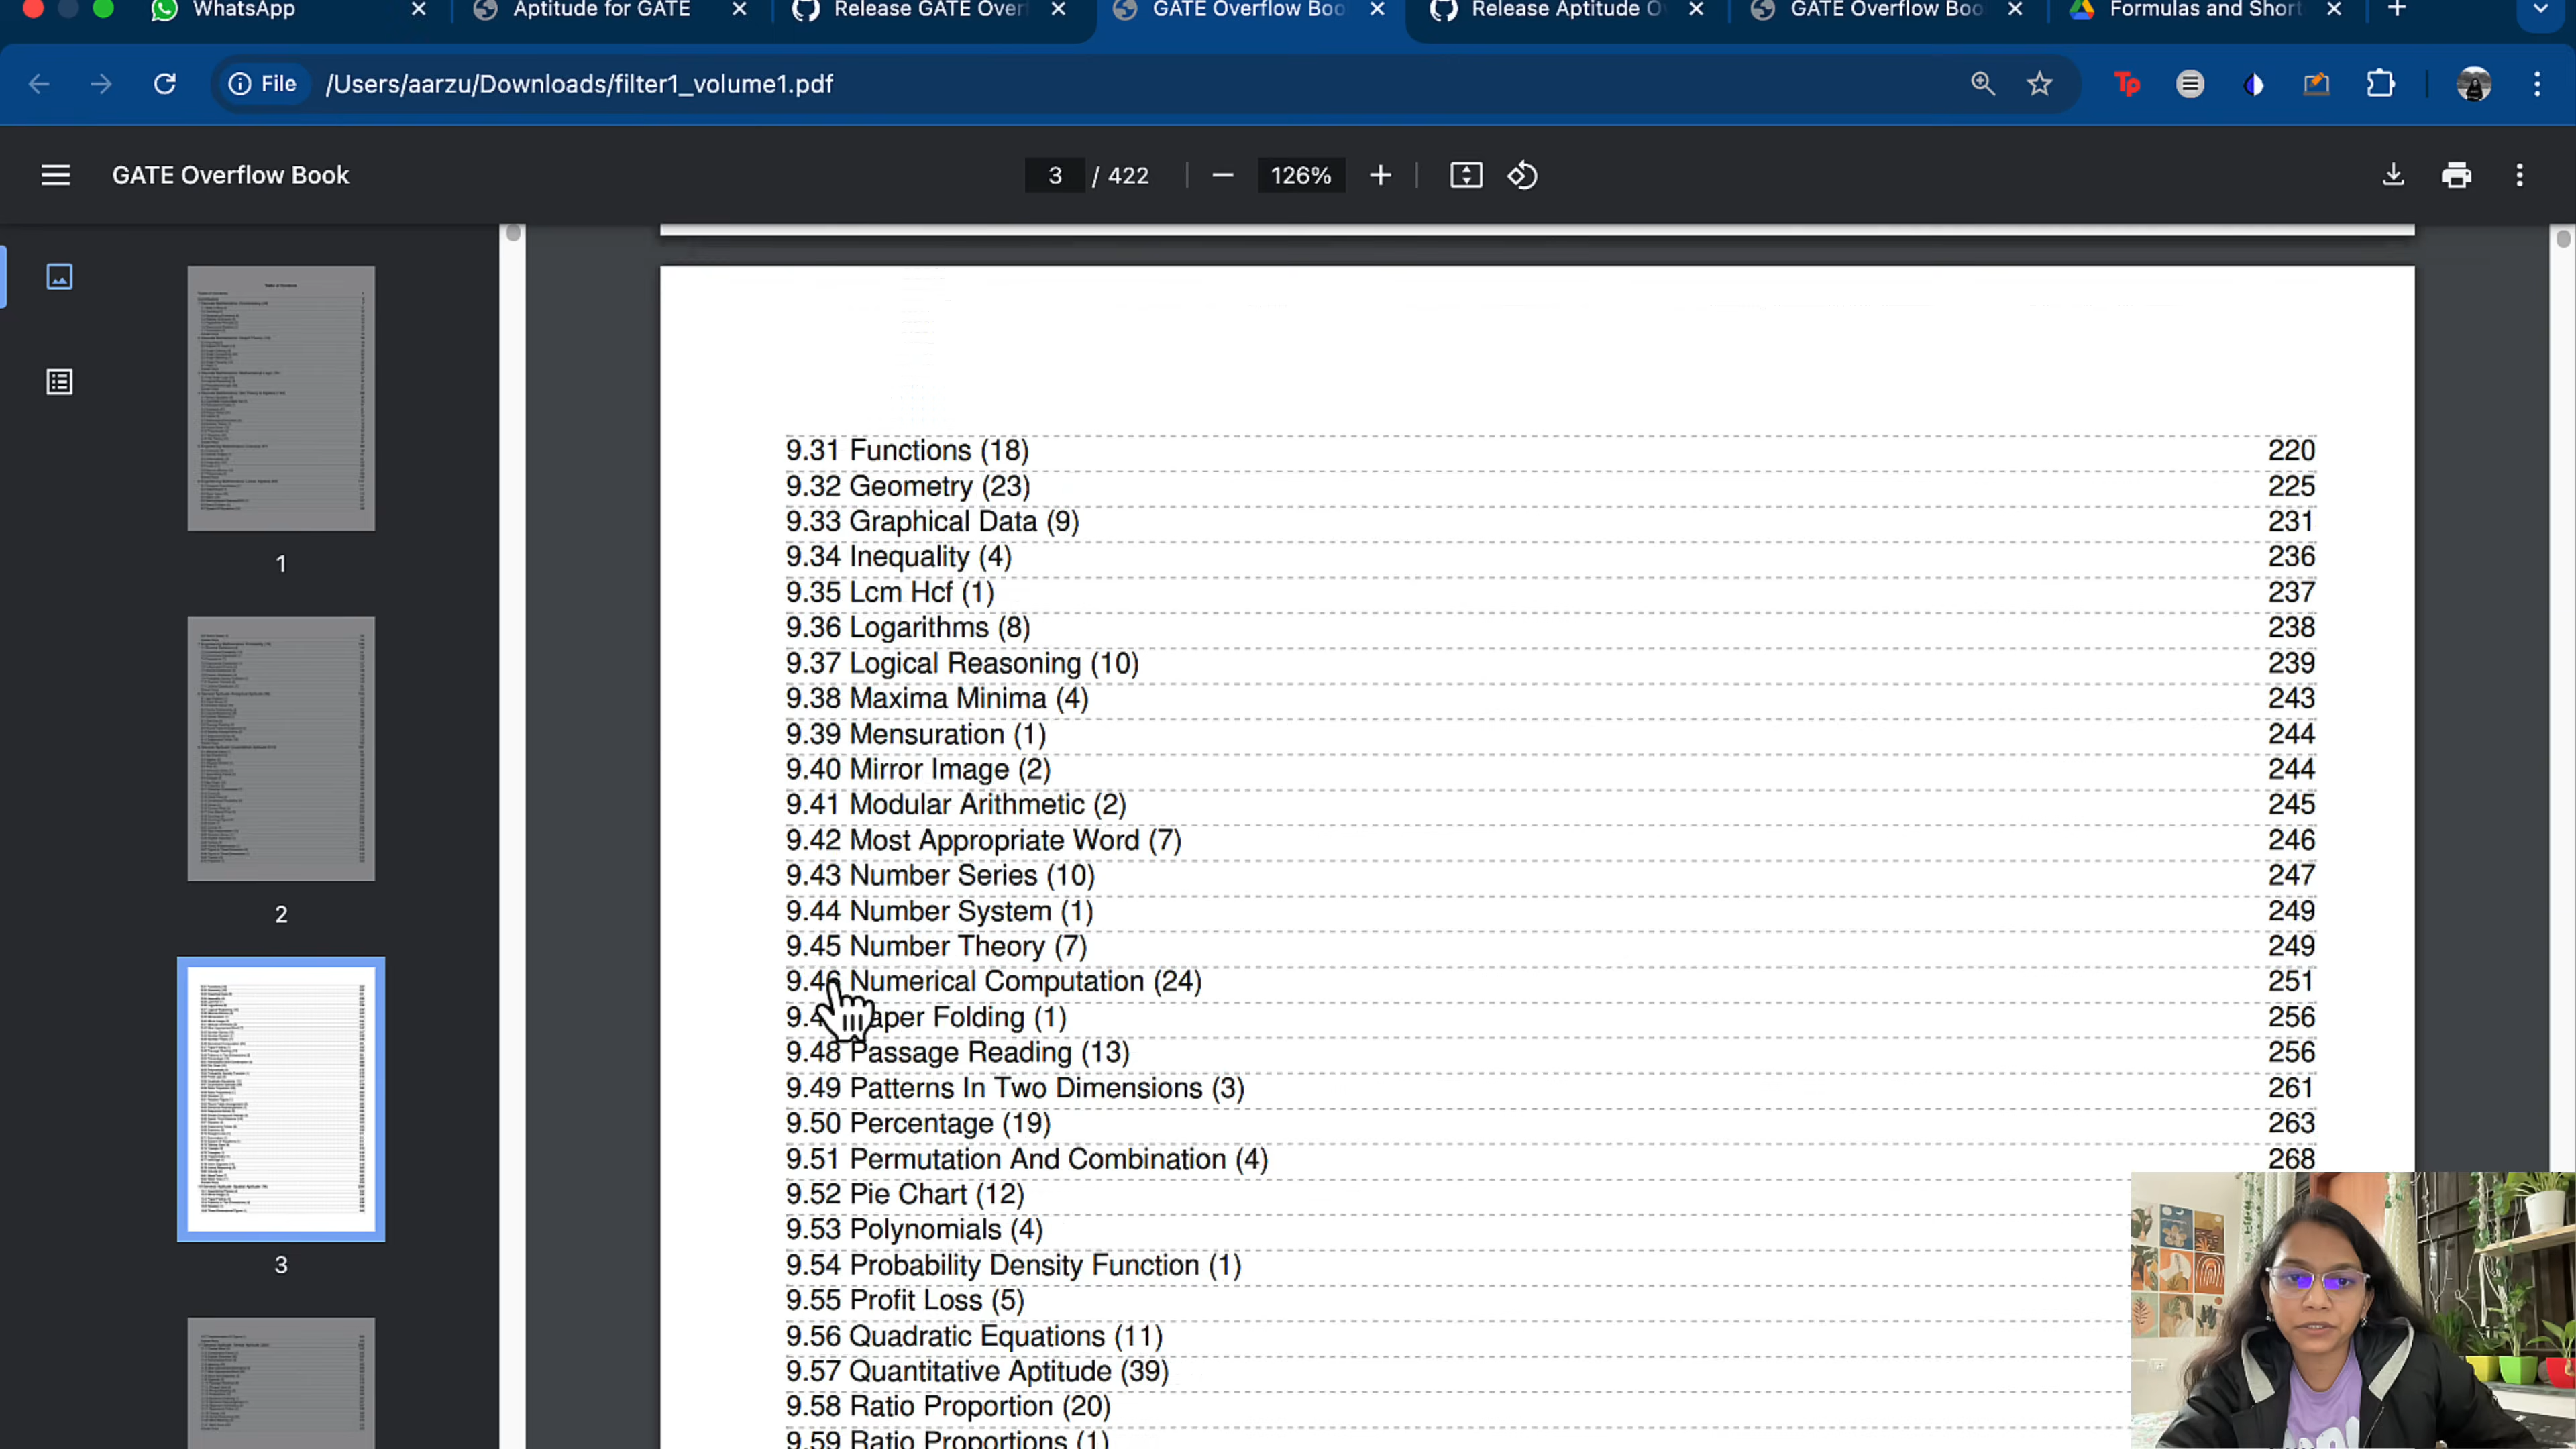 WhatsApp
Aptitude for GATE
Release GATE Over
GATE Overflow Boo
Release Aptitude O
GATE Overflow Boo
Formulas and Short
File /Users/aarzu/Downloads/filter1_volume1.pdf
Tp
GATE Overflow Book
3 / 422
126%
1
2
3
9.31 Functions (18) 220
9.32 Geometry (23) 225
9.33 Graphical Data (9) 231
9.34 Inequality (4) 236
9.35 Lcm Hcf (1) 237
9.36 Logarithms (8) 238
9.37 Logical Reasoning (10) 239
9.38 Maxima Minima (4) 243
9.39 Mensuration (1) 244
9.40 Mirror Image (2) 244
9.41 Modular Arithmetic (2) 245
9.42 Most Appropriate Word (7) 246
9.43 Number Series (10) 247
9.44 Number System (1) 249
9.45 Number Theory (7) 249
9.46 Numerical Computation (24) 251
9.4 aper Folding (1) 256
9.48 Passage Reading (13) 256
9.49 Patterns In Two Dimensions (3) 261
9.50 Percentage (19) 263
9.51 Permutation And Combination (4) 268
9.52 Pie Chart (12)
9.53 Polynomials (4)
9.54 Probability Density Function (1)
9.55 Profit Loss (5)
9.56 Quadratic Equations (11)
9.57 Quantitative Aptitude (39)
9.58 Ratio Proportion (20)
9.59 Ratio Proportions (1)